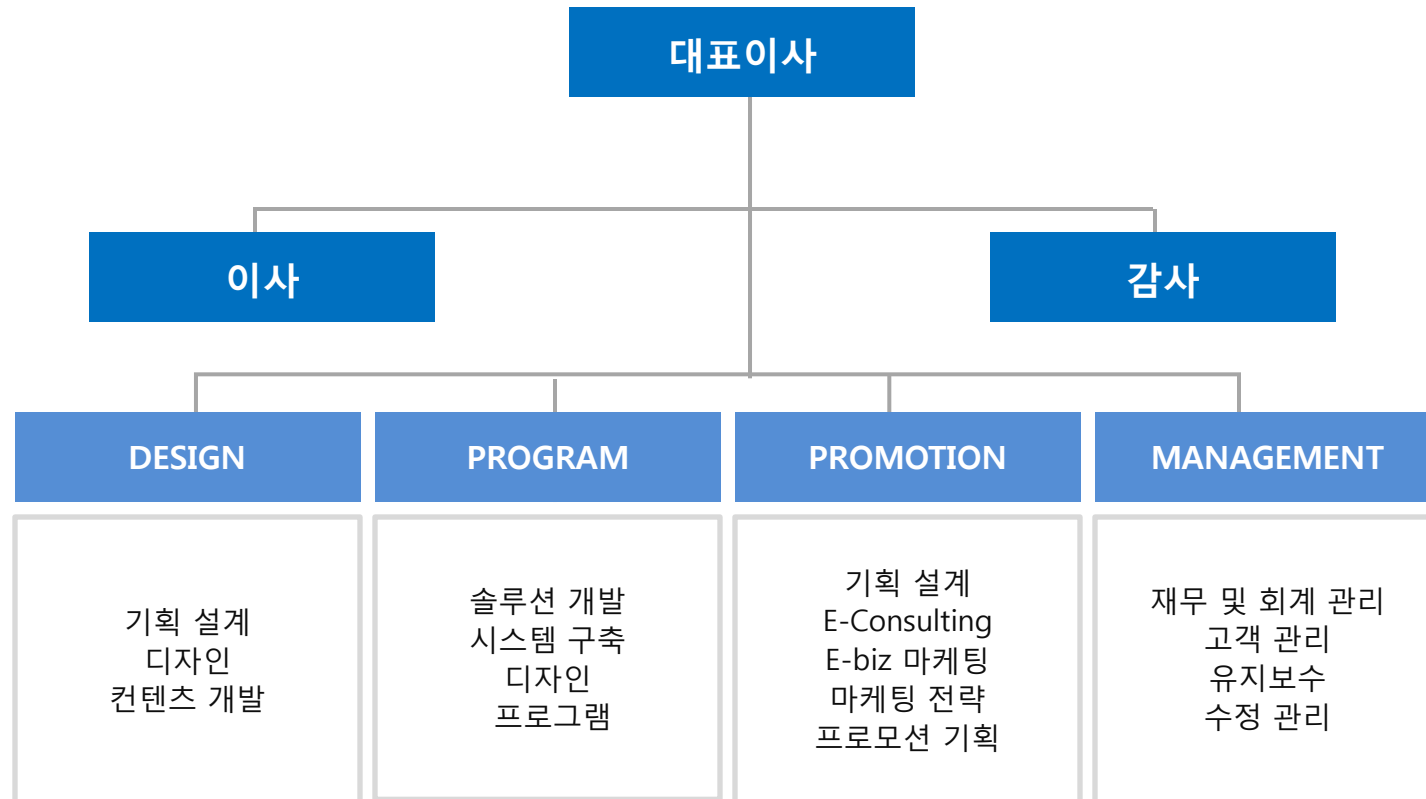 대표이사
이사
감사
DESIGN
PROGRAM
PROMOTION
MANAGEMENT
기획 설계
디자인
컨텐츠 개발
솔루션 개발
시스템 구축
디자인
프로그램
기획 설계
E-Consulting
E-biz 마케팅
마케팅 전략
프로모션 기획
재무 및 회계 관리
고객 관리
유지보수
수정 관리